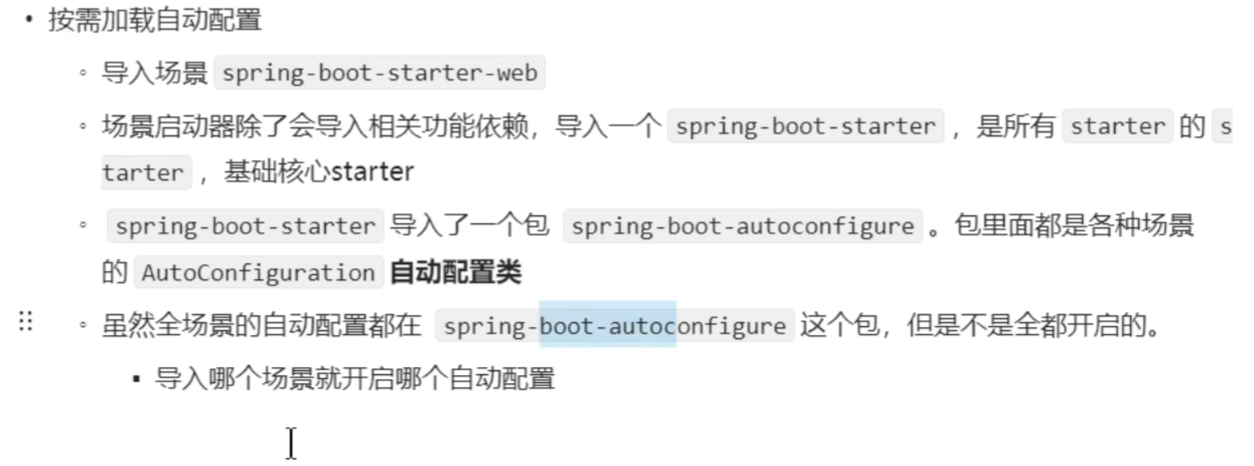 • 按需加载自动配置
◦ 导入场景 spring-boot-starter-web
◦ 场景启动器除了会导入相关功能依赖，导入一个 spring-boot-starter ，是所有 starter 的 s
tarter ，基础核心starter
◦ spring-boot-starter 导入了一个包 spring-boot-autoconfigure 。包里面都是各种场景
的 AutoConfiguration 自动配置类
◦ 虽然全场景的自动配置都在 spring-boot-autoconfigure 这个包，但是不是全都开启的。
▪ 导入哪个场景就开启哪个自动配置